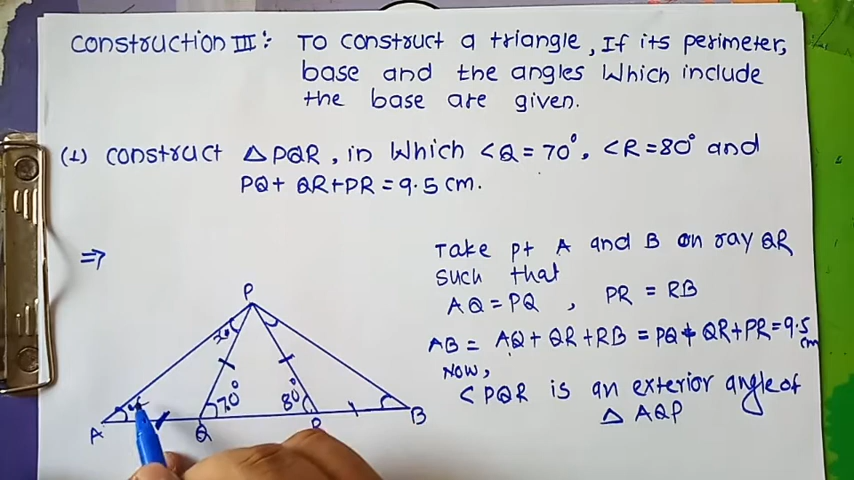 Construction III: To construct a triangle, If its perimeter,
base and the angles Which include
the base are given.
(1) Construct △PQR, in Which <Q = 70°, <R = 80° and
PQ + QR + PR = 9.5 cm.
⇒
Take pt A and B on ray QR
such that
AQ = PQ , PR = RB
AB = AQ + QR + RB = PQ + QR + PR = 9.5 cm
Now,
< PQR is an exterior angle of
△ AQP
P
x
x
70°
80°
A
Q
R
B